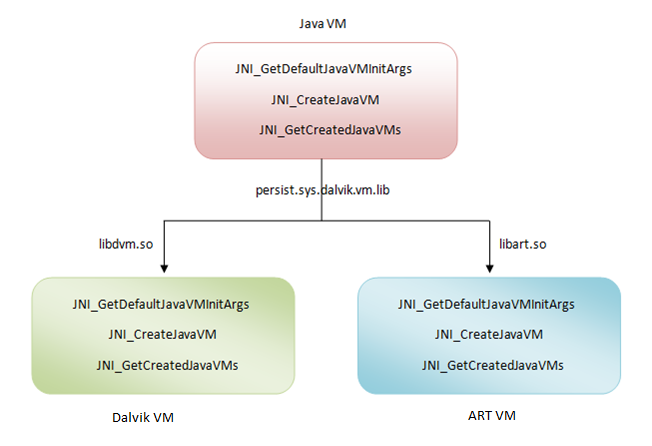 Java VM
JNI_GetDefaultJavaVMInitArgs
JNI_CreateJavaVM
JNI_GetCreatedJavaVMs
persist.sys.dalvik.vm.lib
libdvm.so
libart.so
JNI_GetDefaultJavaVMInitArgs
JNI_CreateJavaVM
JNI_GetCreatedJavaVMs
Dalvik VM
JNI_GetDefaultJavaVMInitArgs
JNI_CreateJavaVM
JNI_GetCreatedJavaVMs
ART VM